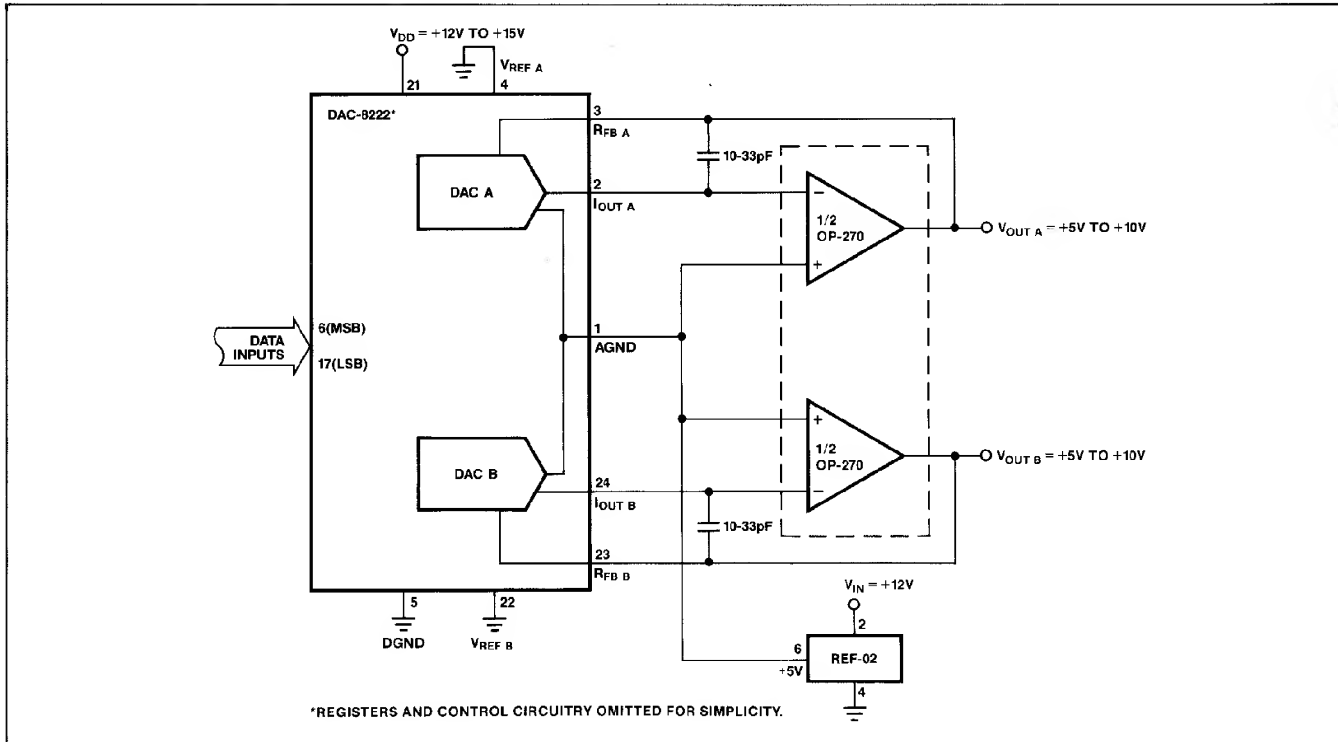 V_DD = +12V TO +15V
V_REF A
21
4
DAC-8222*
3
R_FB A
10-33pF
DAC A
2
I_OUT A
−
1/2
OP-270
+
V_OUT A = +5V TO +10V
DATA
INPUTS
6(MSB)
17(LSB)
1
AGND
DAC B
+
1/2
OP-270
−
V_OUT B = +5V TO +10V
24
I_OUT B
10-33pF
23
R_FB B
5
22
DGND
V_REF B
V_IN = +12V
2
6
+5V
REF-02
4
*REGISTERS AND CONTROL CIRCUITRY OMITTED FOR SIMPLICITY.